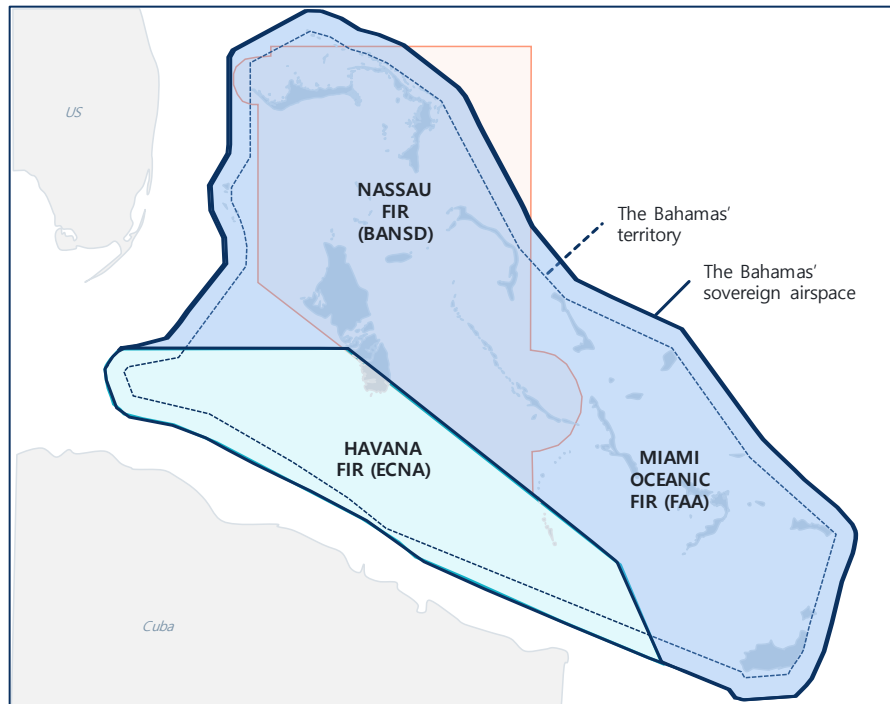 US
NASSAU
FIR
(BANSD)
The Bahamas'
territory
The Bahamas'
sovereign airspace
HAVANA
FIR (ECNA)
MIAMI
OCEANIC
FIR (FAA)
Cuba